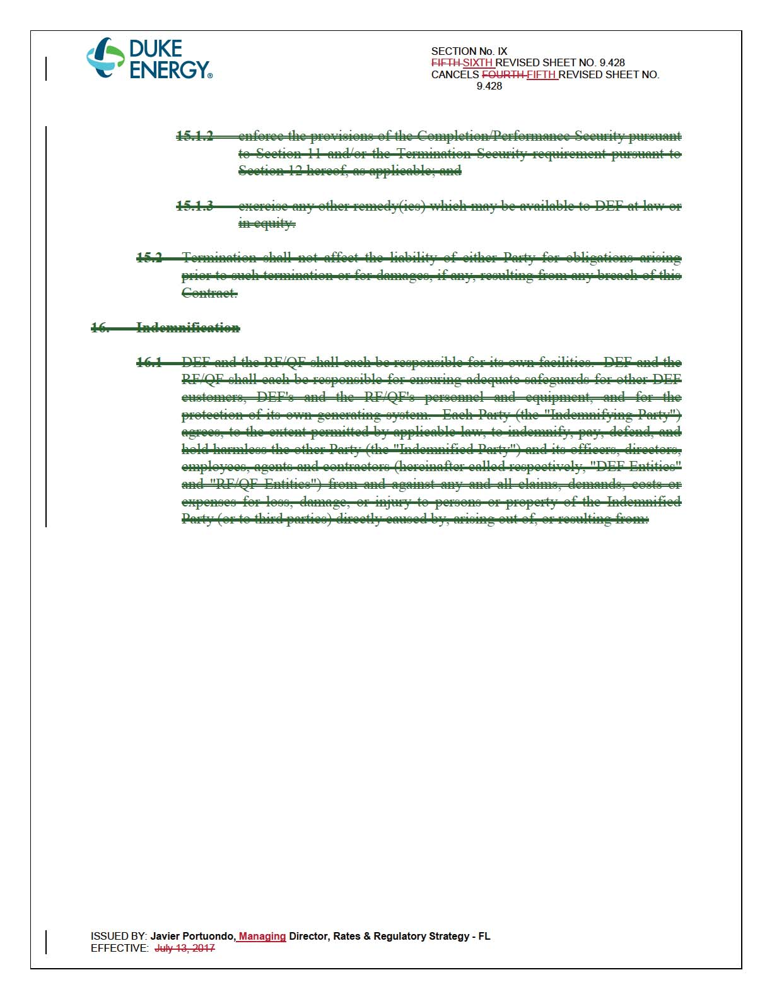 DUKE
ENERGY®
SECTION No. IX
FIFTH SIXTH REVISED SHEET NO. 9.428
CANCELS FOURTH FIFTH REVISED SHEET NO.
9.428
15.1.2 enforce the provisions of the Completion/Performance Security pursuant
to Section 11 and/or the Termination Security requirement pursuant to
Section 12 hereof, as applicable; and
15.1.3 exercise any other remedy(ies) which may be available to DEF at law or
in equity.
15.2 Termination shall not affect the liability of either Party for obligations arising
prior to such termination or for damages, if any, resulting from any breach of this
Contract.
16. Indemnification
16.1 DEF and the RF/QF shall each be responsible for its own facilities. DEF and the
RF/QF shall each be responsible for ensuring adequate safeguards for other DEF
customers, DEF's and the RF/QF's personnel and equipment, and for the
protection of its own generating system. Each Party (the "Indemnifying Party")
agrees, to the extent permitted by applicable law, to indemnify, pay, defend, and
hold harmless the other Party (the "Indemnified Party") and its officers, directors,
employees, agents and contractors (hereinafter called respectively, "DEF Entities"
and "RF/QF Entities") from and against any and all claims, demands, costs or
expenses for loss, damage, or injury to persons or property of the Indemnified
Party (or to third parties) directly caused by, arising out of, or resulting from:
ISSUED BY: Javier Portuondo, Managing Director, Rates & Regulatory Strategy - FL
EFFECTIVE: July 13, 2017